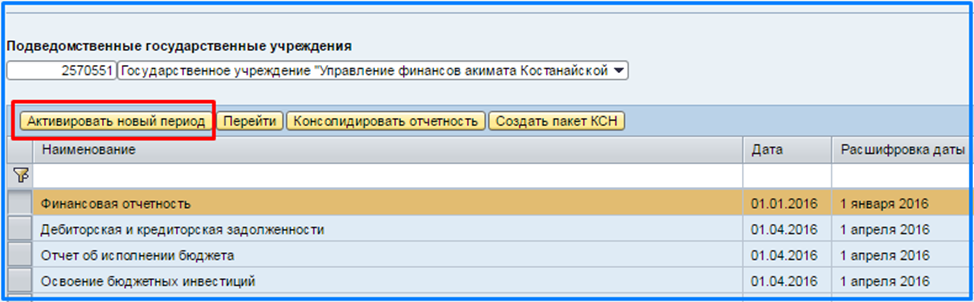 Подведомственные государственные учреждения
2570551 Государственное учреждение "Управление финансов акимата Костанайской
Активировать новый период Перейти Консолидировать отчетность Создать пакет КСН
Наименование Дата Расшифровка даты
Финансовая отчетность 01.01.2016 1 января 2016
Дебиторская и кредиторская задолженности 01.04.2016 1 апреля 2016
Отчет об исполнении бюджета 01.04.2016 1 апреля 2016
Освоение бюджетных инвестиций 01.04.2016 1 апреля 2016